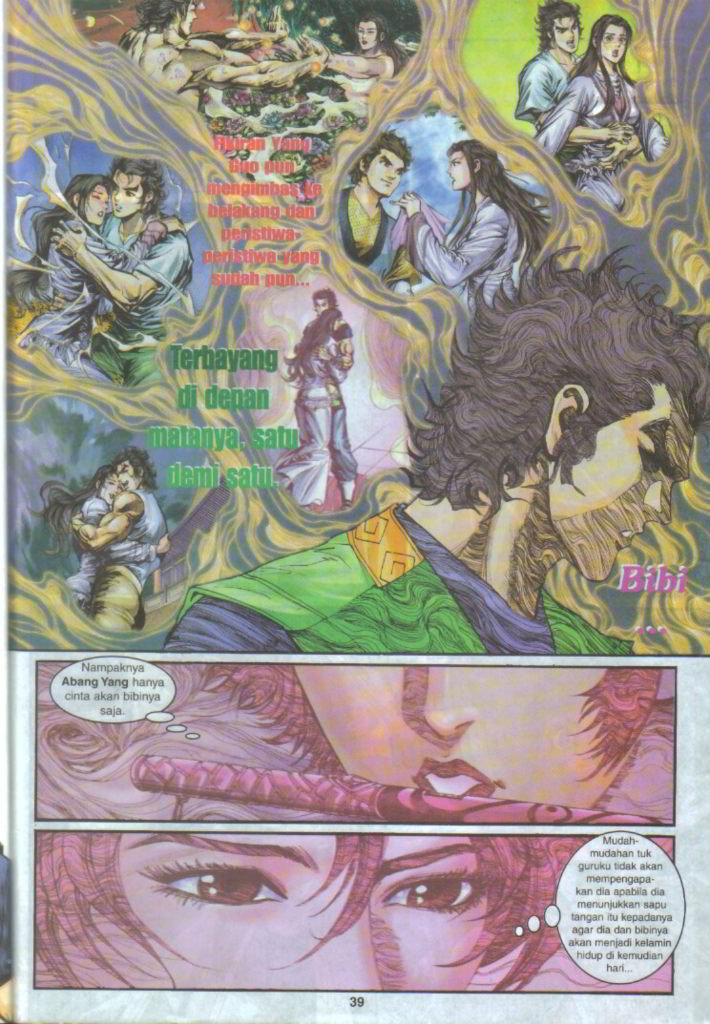 Fikiran Yang
Guo pun
mengimbas ke
belakang dan
peristiwa-
peristiwa yang
sudah pun...
Terbayang
di depan
matanya, satu
demi satu.
Bibi
...
Nampaknya
Abang Yang hanya
cinta akan bibinya
saja.
Mudah-
mudahan tuk
guruku tidak akan
mempengapa-
kan dia apabila dia
menunjukkan sapu
tangan itu kepadanya
agar dia dan bibinya
akan menjadi kelamin
hidup di kemudian
hari...
39